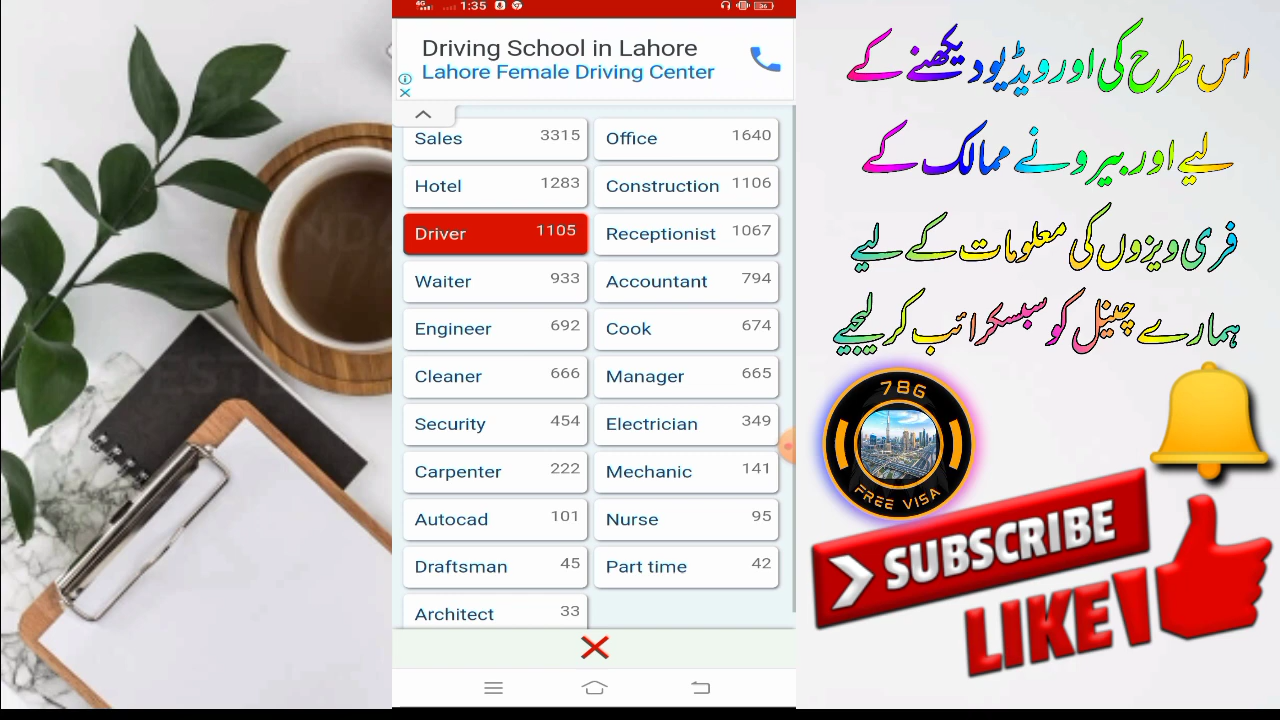 4G
1:35
36
Driving School in Lahore
Lahore Female Driving Center
Sales 3315
Office 1640
Hotel 1283
Construction 1106
Driver 1105
Receptionist 1067
Waiter 933
Accountant 794
Engineer 692
Cook 674
Cleaner 666
Manager 665
Security 454
Electrician 349
Carpenter 222
Mechanic 141
Autocad 101
Nurse 95
Draftsman 45
Part time 42
Architect 33
اس طرح کی اور ویڈیو دیکھنے کے
لیے اور بیرونے ممالک کے
فری ویزوں کی معلومات کے لیے
ہمارے چینل کو سبسکرائب کر لیجیے
786
FREE VISA
SUBSCRIBE
LIKE